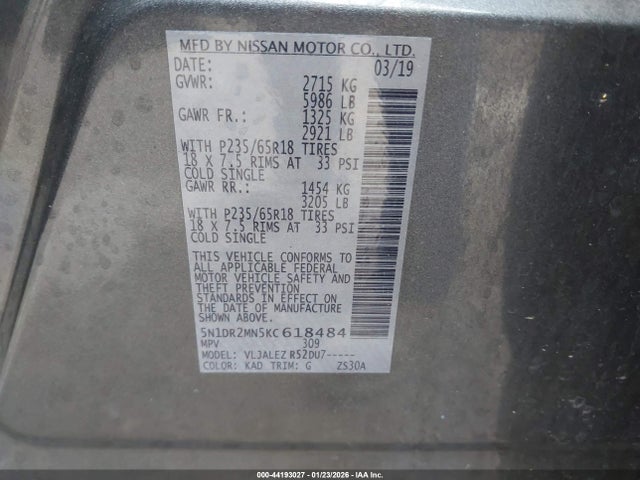 MFD BY NISSAN MOTOR CO., LTD.
DATE: 03/19
GVWR: 2715 KG
5986 LB
GAWR FR.: 1325 KG
2921 LB
WITH P235/65R18 TIRES
18 X 7.5 RIMS AT 33 PSI
COLD SINGLE
GAWR RR.: 1454 KG
3205 LB
WITH P235/65R18 TIRES
18 X 7.5 RIMS AT 33 PSI
COLD SINGLE
THIS VEHICLE CONFORMS TO
ALL APPLICABLE FEDERAL
MOTOR VEHICLE SAFETY AND
THEFT PREVENTION
STANDARDS IN EFFECT ON
THE DATE OF MANUFACTURE
SHOWN ABOVE.
5N1DR2MN5KC618484
MPV 309
MODEL: VLJALEZ R52DU7-----
COLOR: KAD TRIM: G ZS30A
000-44193027 - 01/23/2026 - IAA Inc.